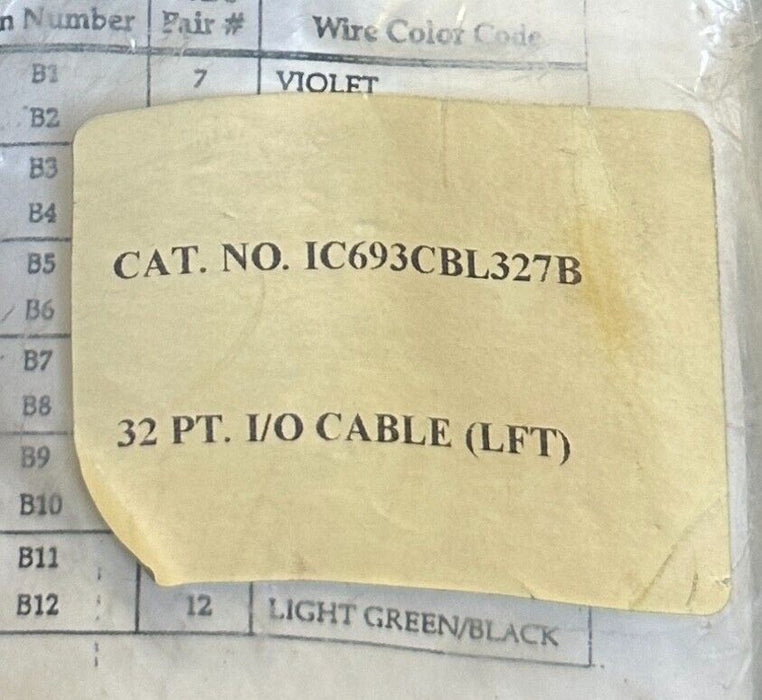 n Number Pair # Wire Color Code
B1 7 VIOLET
B2
B3
B4
CAT. NO. IC693CBL327B
B5
B6
B7
B8
32 PT. I/O CABLE (LFT)
B9
B10
B11
B12 12 LIGHT GREEN/BLACK